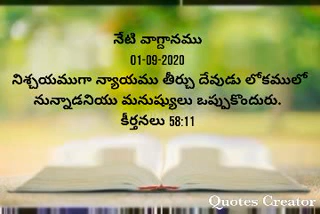 నేటి వాగ్దానము
01-09-2020
నిశ్చయముగా న్యాయము తీర్చు దేవుడు లోకములో
నున్నాడనియు మనుష్యులు ఒప్పుకొందురు.
కీర్తనలు 58:11
Quotes Creator